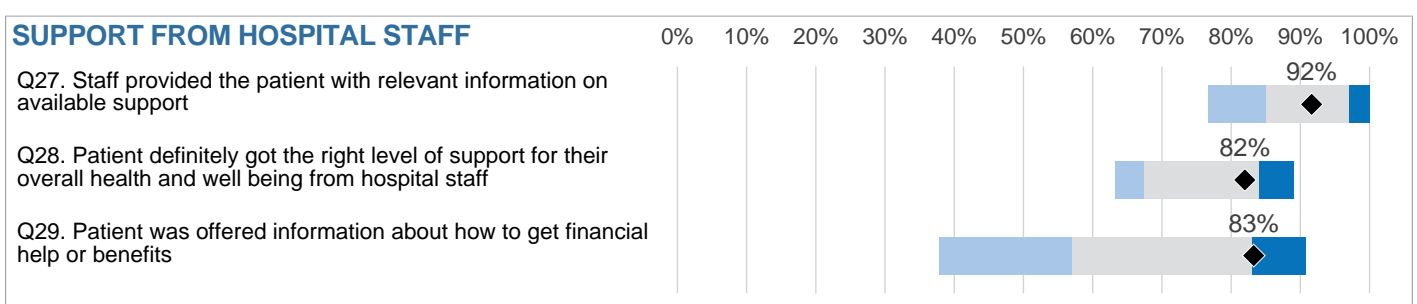 SUPPORT FROM HOSPITAL STAFF 0% 10% 20% 30% 40% 50% 60% 70% 80% 90% 100%
Q27. Staff provided the patient with relevant information on
available support
92%
Q28. Patient definitely got the right level of support for their
overall health and well being from hospital staff
82%
Q29. Patient was offered information about how to get financial
help or benefits
83%